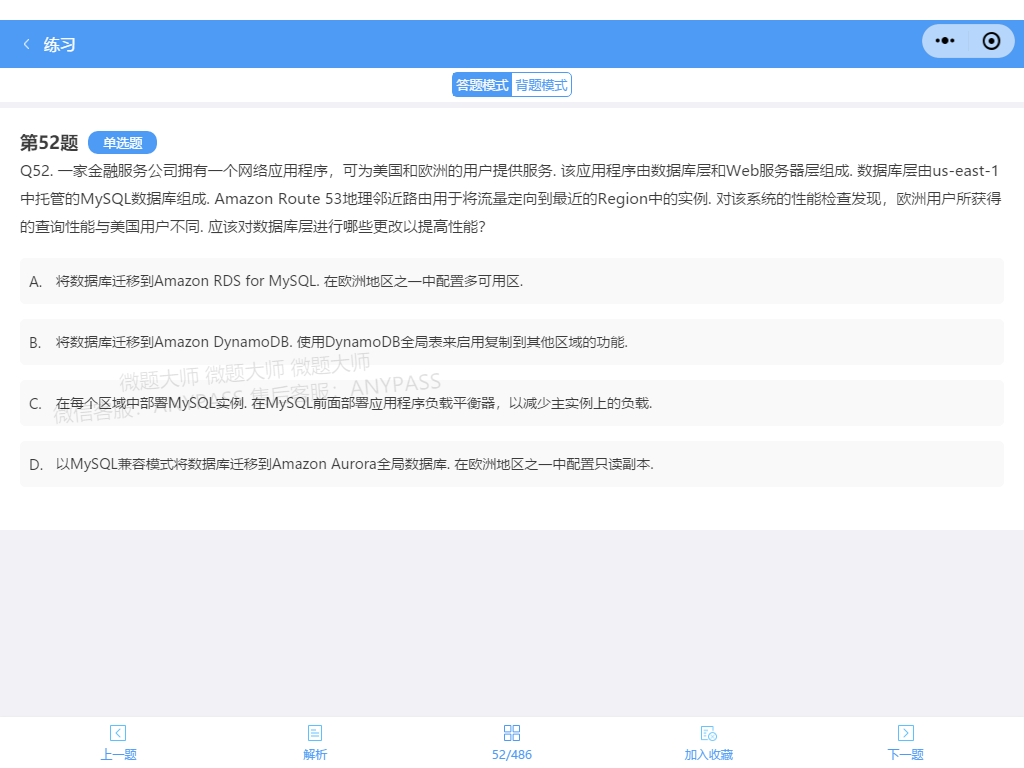 练习
答题模式 背题模式
第52题 单选题
Q52. 一家金融服务公司拥有一个网络应用程序，可为美国和欧洲的用户提供服务. 该应用程序由数据库层和Web服务器层组成. 数据库层由us-east-1
中托管的MySQL数据库组成. Amazon Route 53地理邻近路由用于将流量定向到最近的Region中的实例. 对该系统的性能检查发现，欧洲用户所获得
的查询性能与美国用户不同. 应该对数据库层进行哪些更改以提高性能？
A. 将数据库迁移到Amazon RDS for MySQL. 在欧洲地区之一中配置多可用区.
B. 将数据库迁移到Amazon DynamoDB. 使用DynamoDB全局表来启用复制到其他区域的功能.
微题大师 微题大师 微题大师
微信客服：ANYPASS 售后客服：ANYPASS
C. 在每个区域中部署MySQL实例. 在MySQL前面部署应用程序负载平衡器，以减少主实例上的负载.
D. 以MySQL兼容模式将数据库迁移到Amazon Aurora全局数据库. 在欧洲地区之一中配置只读副本.
上一题 解析 52/486 加入收藏 下一题